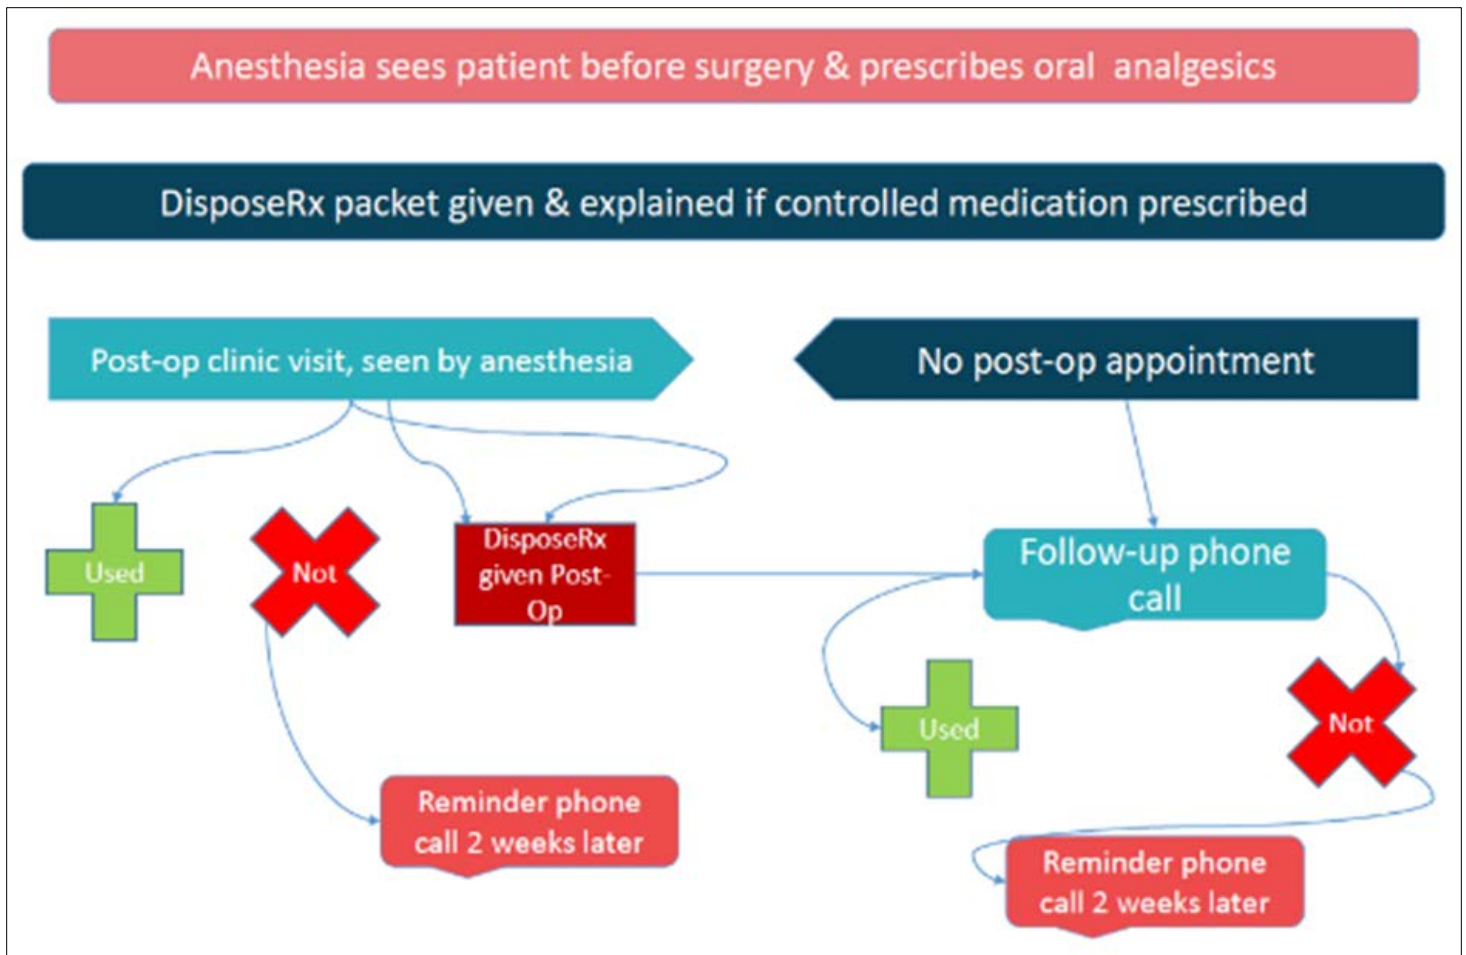 Anesthesia sees patient before surgery & prescribes oral analgesics
DisposeRx packet given & explained if controlled medication prescribed
Post-op clinic visit, seen by anesthesia
No post-op appointment
Used
Not
DisposeRx
given Post-
Op
Follow-up phone
call
Used
Not
Reminder phone
call 2 weeks later
Reminder phone
call 2 weeks later